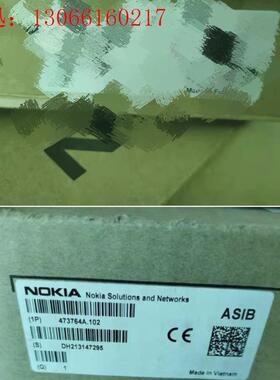 13066160217
NOKIA Nokia Solutions and Networks
ASIB
(1P) 473764A.102
(S) DH213147295
CE
(Q) 1
Made in Vietnam